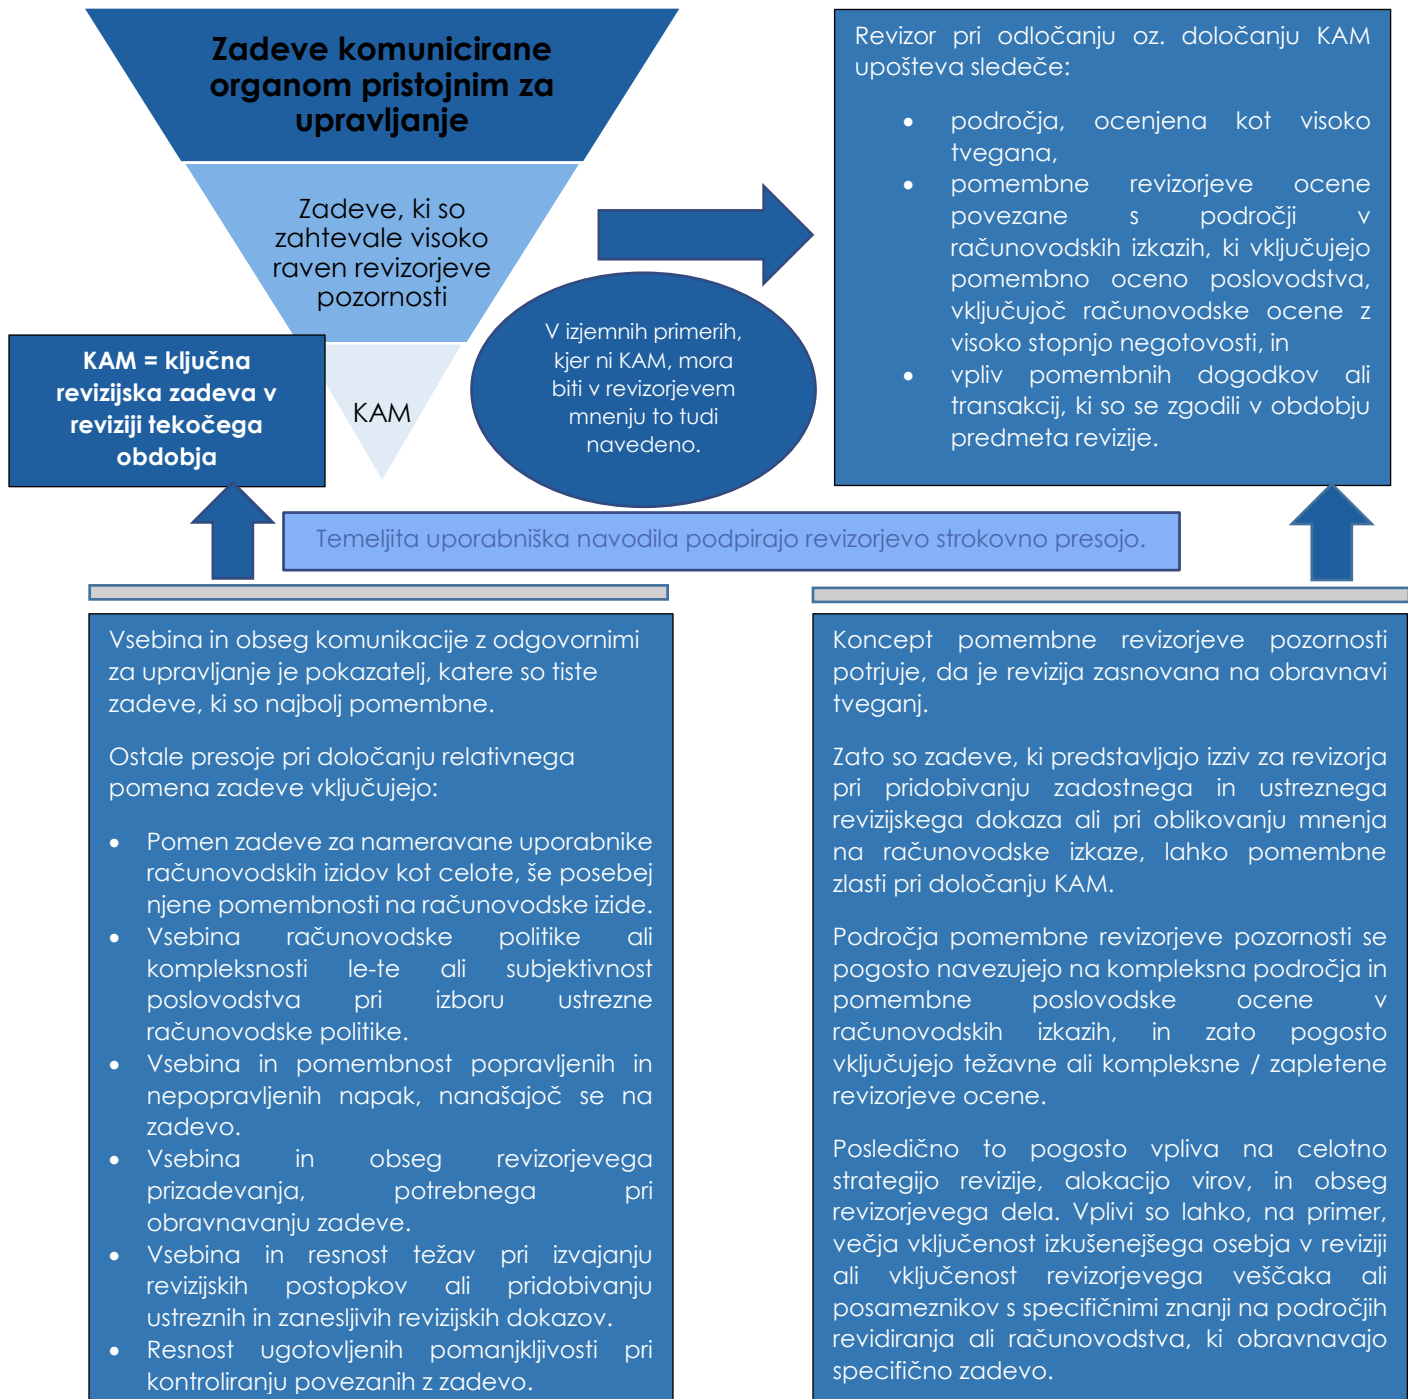 Zadeve komunicirane
organom pristojnim za
upravljanje
Zadeve, ki so
zahtevale visoko
raven revizorjeve
pozornosti
KAM
KAM = ključna
revizijska zadeva v
reviziji tekočega
obdobja
V izjemnih primerih,
kjer ni KAM, mora
biti v revizorjevem
mnenju to tudi
navedeno.
Revizor pri odločanju oz. določanju KAM
upošteva sledeče:
• področja, ocenjena kot visoko
tvegana,
• pomembne revizorjeve ocene
povezane s področji v
računovodskih izkazih, ki vključujejo
pomembno oceno poslovodstva,
vključujoč računovodske ocene z
visoko stopnjo negotovosti, in
• vpliv pomembnih dogodkov ali
transakcij, ki so se zgodili v obdobju
predmeta revizije.
Temeljita uporabniška navodila podpirajo revizorjevo strokovno presojo.
Vsebina in obseg komunikacije z odgovornimi
za upravljanje je pokazatelj, katere so tiste
zadeve, ki so najbolj pomembne.
Ostale presoje pri določanju relativnega
pomena zadeve vključujejo:
• Pomen zadeve za nameravane uporabnike
računovodskih izidov kot celote, še posebej
njene pomembnosti na računovodske izide.
• Vsebina računovodske politike ali
kompleksnosti le-te ali subjektivnost
poslovodstva pri izboru ustrezne
računovodske politike.
• Vsebina in pomembnost popravljenih in
nepopravljenih napak, nanašajoč se na
zadevo.
• Vsebina in obseg revizorjevega
prizadevanja, potrebnega pri
obravnavanju zadeve.
• Vsebina in resnost težav pri izvajanju
revizijskih postopkov ali pridobivanju
ustreznih in zanesljivih revizijskih dokazov.
• Resnost ugotovljenih pomanjkljivosti pri
kontroliranju povezanih z zadevo.
Koncept pomembne revizorjeve pozornosti
potrjuje, da je revizija zasnovana na obravnavi
tveganj.
Zato so zadeve, ki predstavljajo izziv za revizorja
pri pridobivanju zadostnega in ustreznega
revizijskega dokaza ali pri oblikovanju mnenja
na računovodske izkaze, lahko pomembne
zlasti pri določanju KAM.
Področja pomembne revizorjeve pozornosti se
pogosto navezujejo na kompleksna področja in
pomembne poslovodske ocene v
računovodskih izkazih, in zato pogosto
vključujejo težavne ali kompleksne / zapletene
revizorjeve ocene.
Posledično to pogosto vpliva na celotno
strategijo revizije, alokacijo virov, in obseg
revizorjevega dela. Vplivi so lahko, na primer,
večja vključenost izkušenejšega osebja v reviziji
ali vključenost revizorjevega veščaka ali
posameznikov s specifičnimi znanji na področjih
revidiranja ali računovodstva, ki obravnavajo
specifično zadevo.